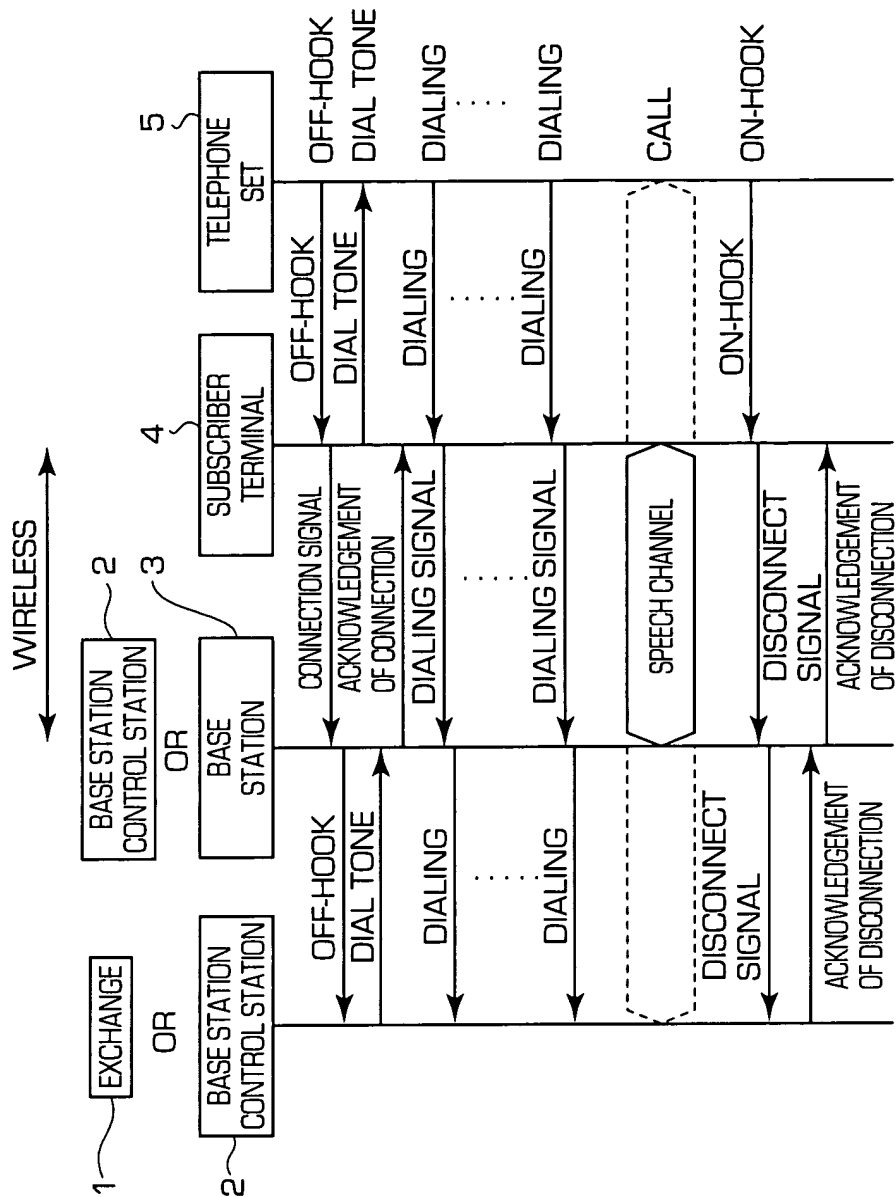 WIRELESS
1
EXCHANGE
OR
2
BASE STATION
CONTROL STATION
BASE STATION
CONTROL STATION
2
OR
3
BASE
STATION
4
SUBSCRIBER
TERMINAL
5
TELEPHONE
SET
OFF-HOOK
DIAL TONE
CONNECTION SIGNAL
ACKNOWLEDGEMENT
OF CONNECTION
OFF-HOOK
DIAL TONE
OFF-HOOK
DIAL TONE
DIALING
DIALING SIGNAL
DIALING
DIALING
......
......
......
.....
DIALING
DIALING SIGNAL
DIALING
DIALING
SPEECH CHANNEL
CALL
DISCONNECT
SIGNAL
DISCONNECT
SIGNAL
ON-HOOK
ON-HOOK
ACKNOWLEDGEMENT
OF DISCONNECTION
ACKNOWLEDGEMENT
OF DISCONNECTION